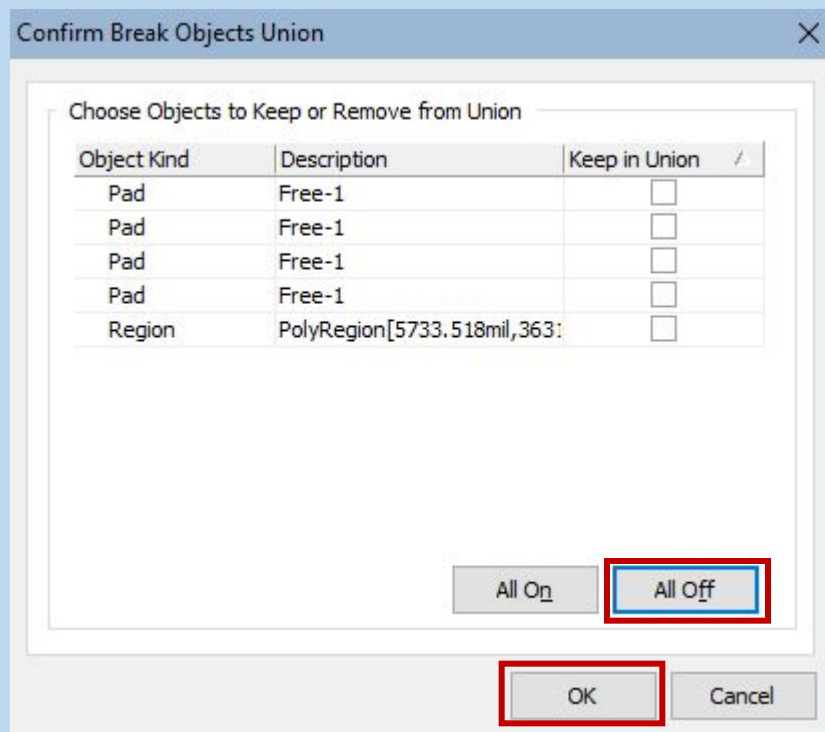 Confirm Break Objects Union
Choose Objects to Keep or Remove from Union
Object Kind Description Keep in Union
Pad Free-1
Pad Free-1
Pad Free-1
Pad Free-1
Region PolyRegion[5733.518mil,3631
All On All Off
OK Cancel